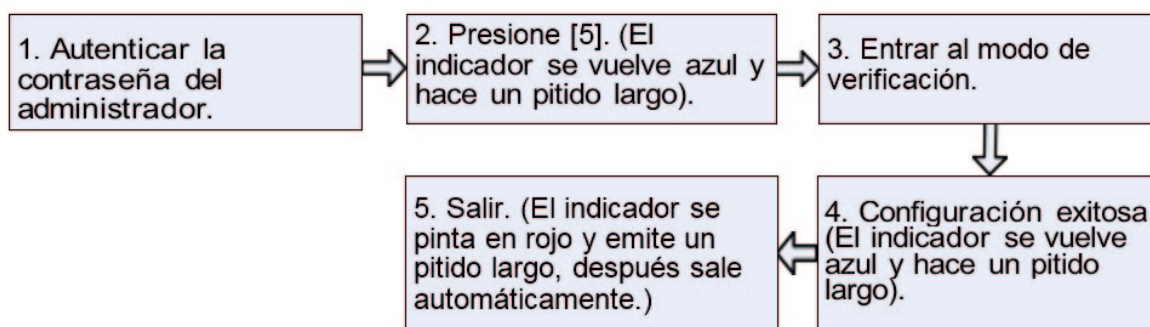 1. Autenticar la
contraseña del
administrador.
2. Presione [5]. (El
indicador se vuelve azul y
hace un pitido largo).
3. Entrar al modo de
verificación.
4. Configuración exitosa
(El indicador se vuelve
azul y hace un pitido
largo).
5. Salir. (El indicador se
pinta en rojo y emite un
pitido largo, después sale
automáticamente.)